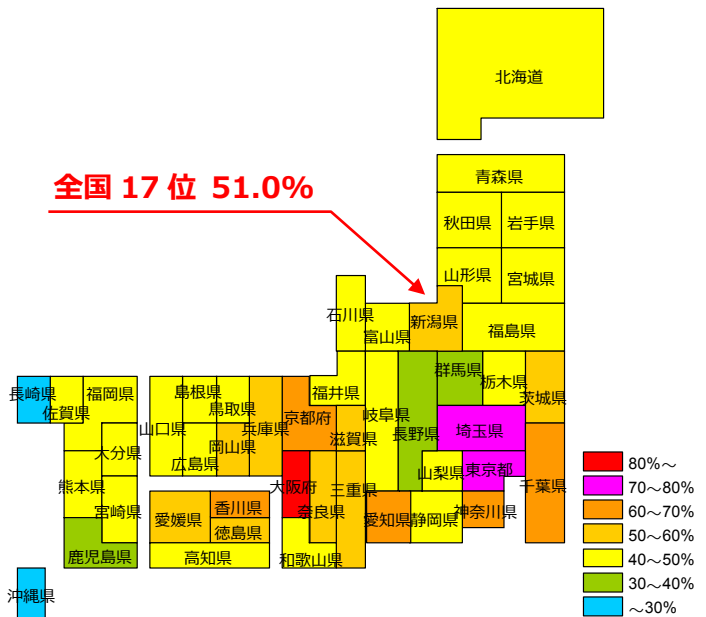 北海道
全国 17 位 51.0%
青森県
秋田県
岩手県
山形県
宮城県
石川県
富山県
新潟県
福島県
長崎県
佐賀県
福岡県
島根県
鳥取県
福井県
群馬県
栃木県
茨城県
山口県
広島県
岡山県
兵庫県
京都府
滋賀県
岐阜県
長野県
埼玉県
大分県
熊本県
宮崎県
大阪府
奈良県
三重県
山梨県
東京都
千葉県
愛媛県
香川県
徳島県
高知県
和歌山県
愛知県
静岡県
神奈川県
鹿児島県
沖縄県
80%～
70～80%
60～70%
50～60%
40～50%
30～40%
～30%